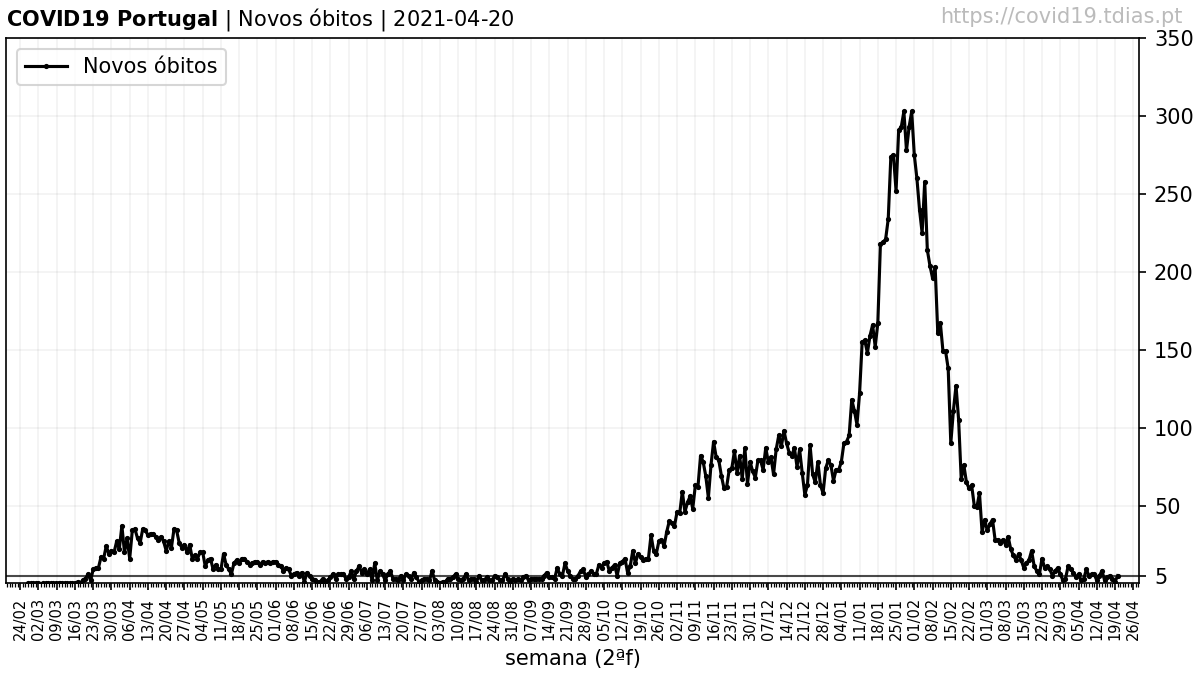 COVID19 Portugal | Novos óbitos | 2021-04-20
https://covid19.tdias.pt
Novos óbitos
350
300
250
200
150
100
50
5
24/02 02/03 09/03 16/03 23/03 30/03 06/04 13/04 20/04 27/04 04/05 11/05 18/05 25/05 01/06 08/06 15/06 22/06 29/06 06/07 13/07 20/07 27/07 03/08 10/08 17/08 24/08 31/08 07/09 14/09 21/09 28/09 05/10 12/10 19/10 26/10 02/11 09/11 16/11 23/11 30/11 07/12 14/12 21/12 28/12 04/01 11/01 18/01 25/01 01/02 08/02 15/02 22/02 01/03 08/03 15/03 22/03 29/03 05/04 12/04 19/04 26/04
semana (2ªf)